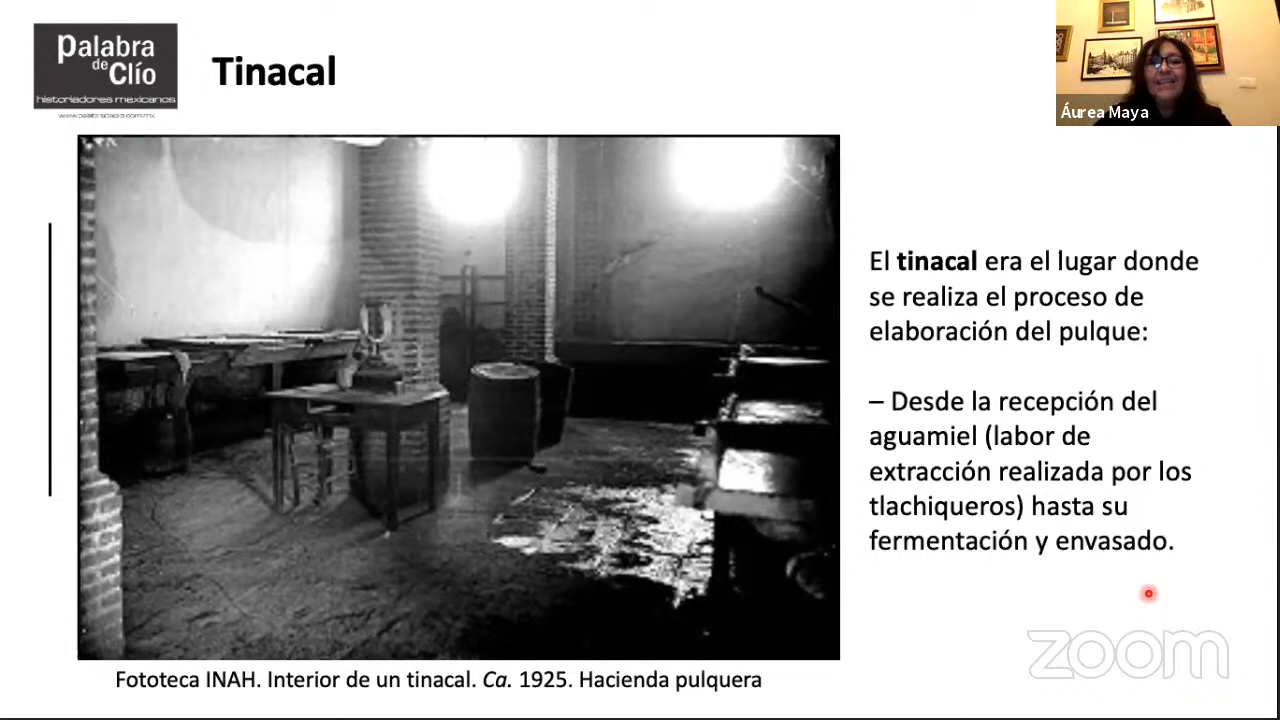 palabra
de
Clío
historiadores mexicanos
Tinacal
Áurea Maya
El tinacal era el lugar donde
se realiza el proceso de
elaboración del pulque:
– Desde la recepción del
aguamiel (labor de
extracción realizada por los
tlachiqueros) hasta su
fermentación y envasado.
zoom
Fototeca INAH. Interior de un tinacal. Ca. 1925. Hacienda pulquera